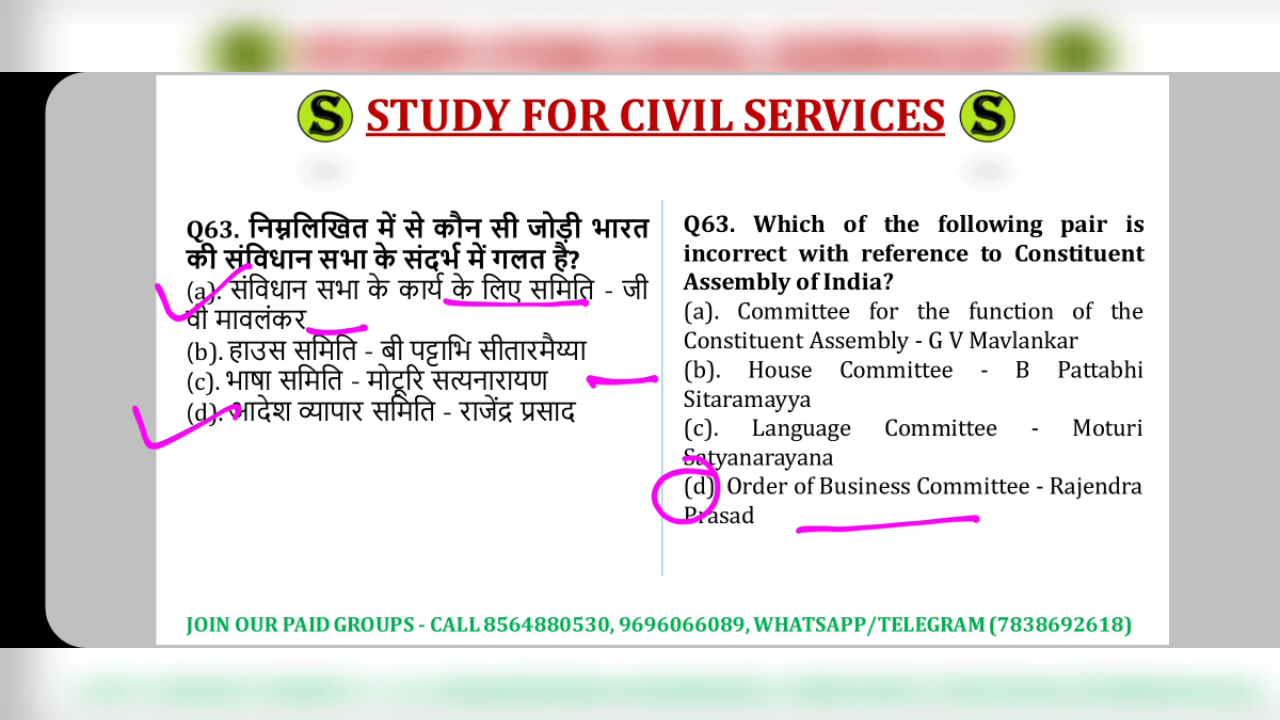 S STUDY FOR CIVIL SERVICES S
Q63. निम्नलिखित में से कौन सी जोड़ी भारत
की संविधान सभा के संदर्भ में गलत है?
(a). संविधान सभा के कार्य के लिए समिति - जी
वी मावलंकर
(b). हाउस समिति - बी पट्टाभि सीतारमैय्या
(c). भाषा समिति - मोटूरि सत्यनारायण
(d). आदेश व्यापार समिति - राजेंद्र प्रसाद
Q63. Which of the following pair is
incorrect with reference to Constituent
Assembly of India?
(a). Committee for the function of the
Constituent Assembly - G V Mavlankar
(b). House Committee - B Pattabhi
Sitaramayya
(c). Language Committee - Moturi
Satyanarayana
(d). Order of Business Committee - Rajendra
Prasad
JOIN OUR PAID GROUPS - CALL 8564880530, 9696066089, WHATSAPP/TELEGRAM (7838692618)